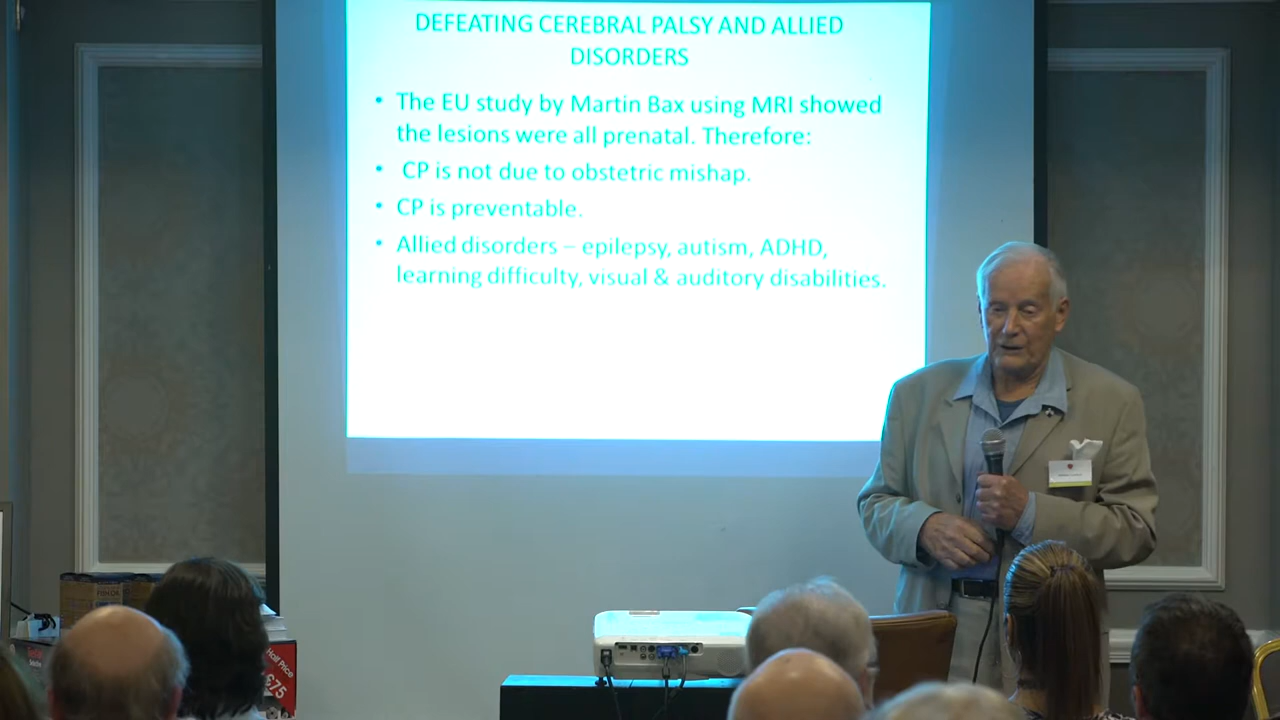 DEFEATING CEREBRAL PALSY AND ALLIED
DISORDERS
• The EU study by Martin Bax using MRI showed
the lesions were all prenatal. Therefore:
• CP is not due to obstetric mishap.
• CP is preventable.
• Allied disorders – epilepsy, autism, ADHD,
learning difficulty, visual & auditory disabilities.
Half Price
£75